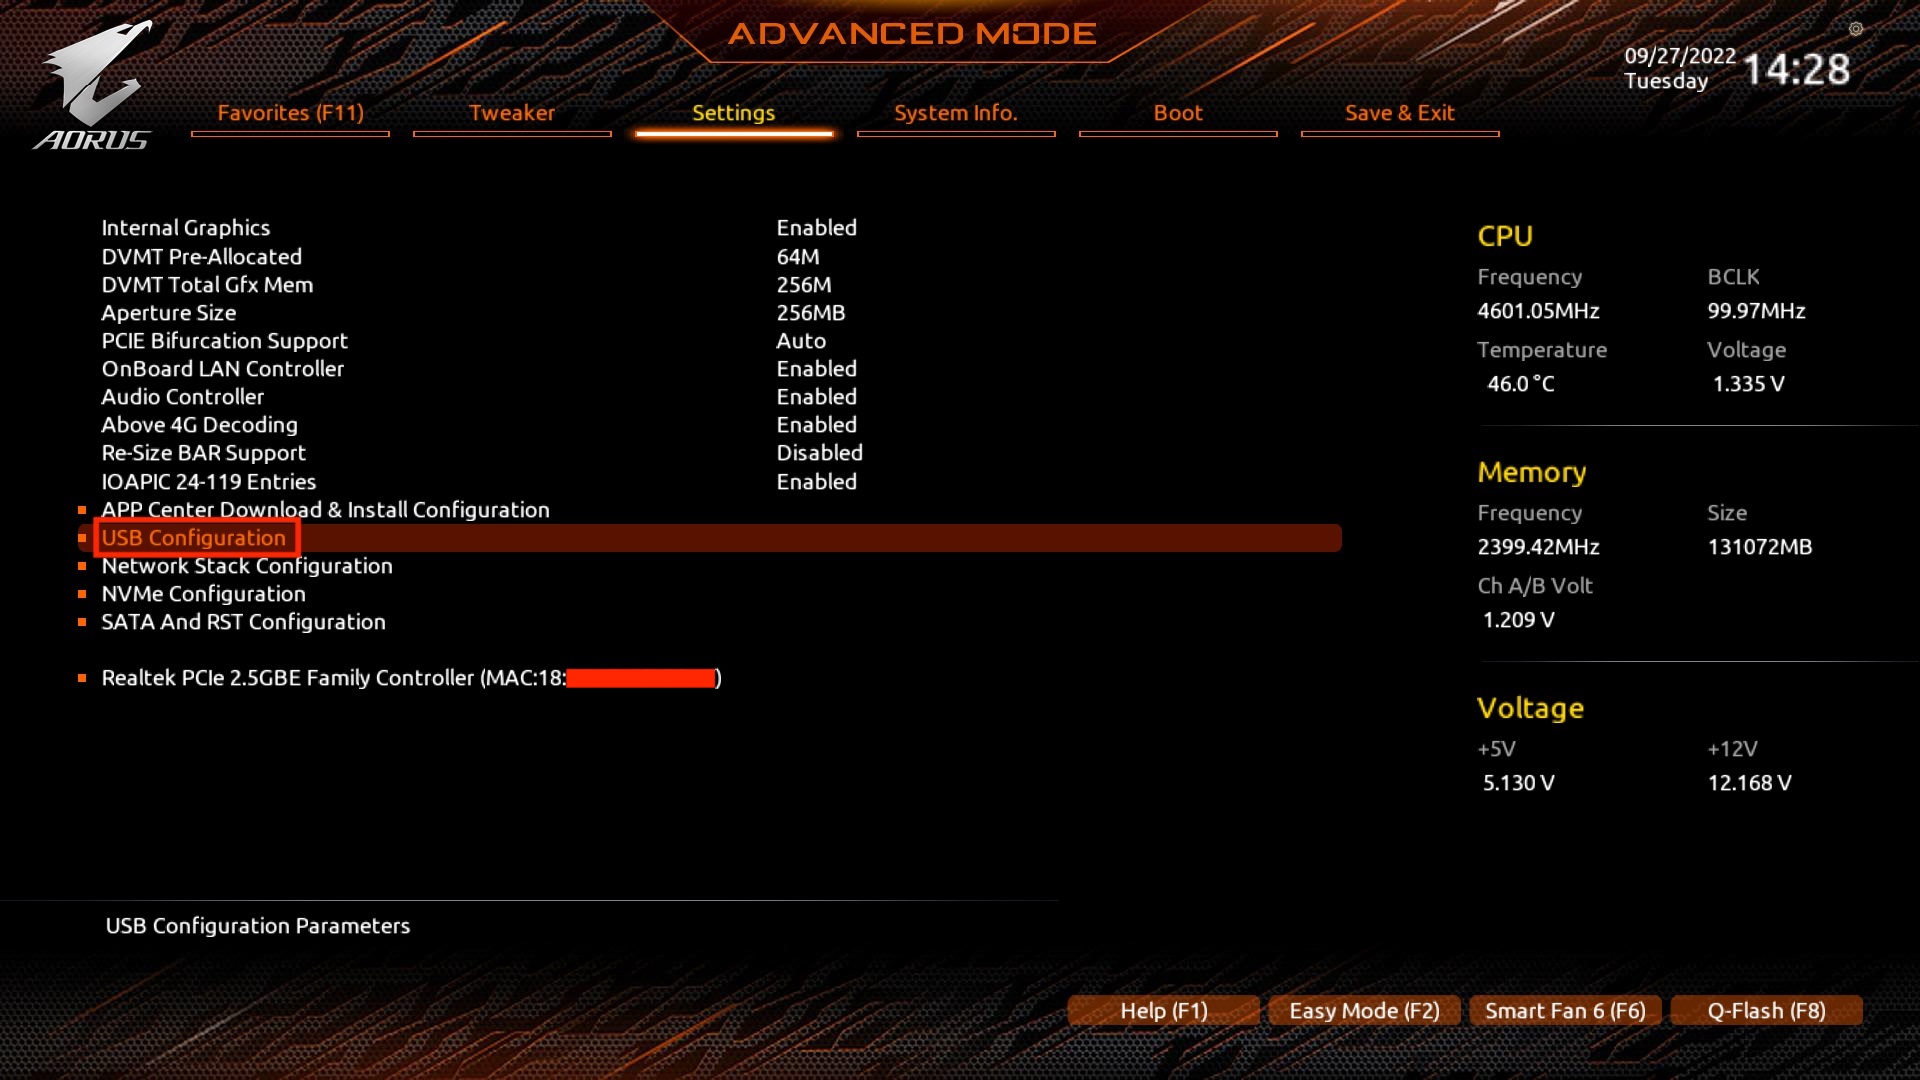 ADVANCED MODE
09/27/2022
Tuesday
14:28
AORUS
Favorites (F11) Tweaker Settings System Info. Boot Save & Exit
Internal Graphics Enabled
DVMT Pre-Allocated 64M
DVMT Total Gfx Mem 256M
Aperture Size 256MB
PCIE Bifurcation Support Auto
OnBoard LAN Controller Enabled
Audio Controller Enabled
Above 4G Decoding Enabled
Re-Size BAR Support Disabled
IOAPIC 24-119 Entries Enabled
APP Center Download & Install Configuration
USB Configuration
Network Stack Configuration
NVMe Configuration
SATA And RST Configuration
Realtek PCIe 2.5GBE Family Controller (MAC:18: )
CPU
Frequency BCLK
4601.05MHz 99.97MHz
Temperature Voltage
46.0 °C 1.335 V
Memory
Frequency Size
2399.42MHz 131072MB
Ch A/B Volt
1.209 V
Voltage
+5V +12V
5.130 V 12.168 V
USB Configuration Parameters
Help (F1) Easy Mode (F2) Smart Fan 6 (F6) Q-Flash (F8)